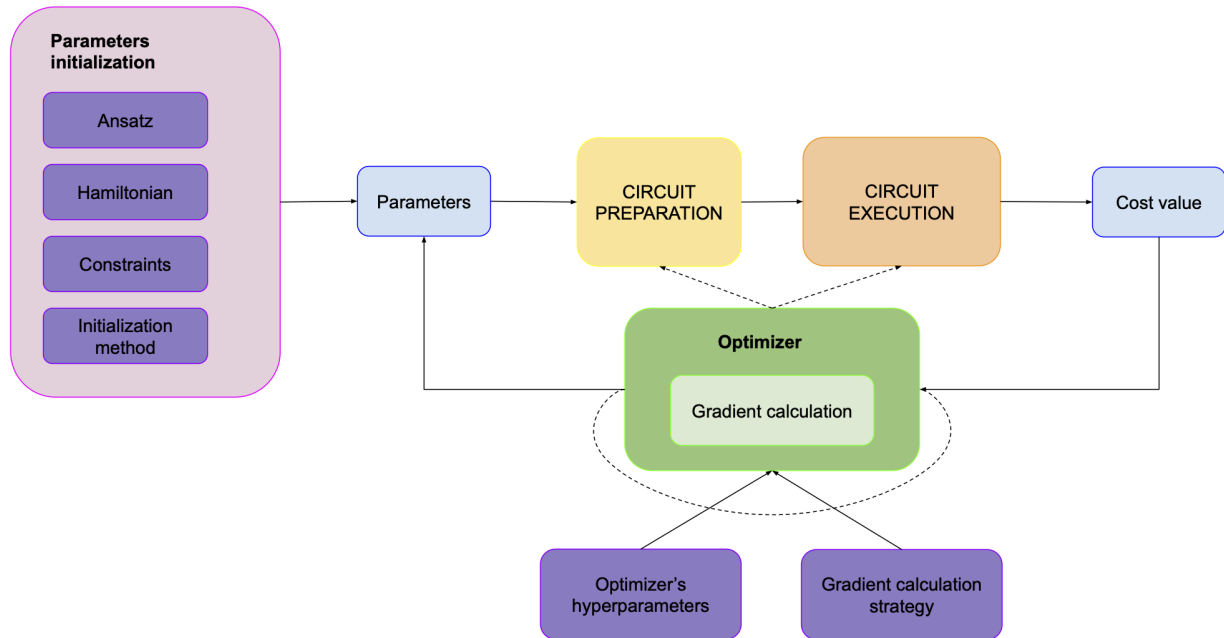 Parameters
initialization
Ansatz
Hamiltonian
Constraints
Initialization
method
Parameters
CIRCUIT
PREPARATION
CIRCUIT
EXECUTION
Cost value
Optimizer
Gradient calculation
Optimizer’s
hyperparameters
Gradient calculation
strategy